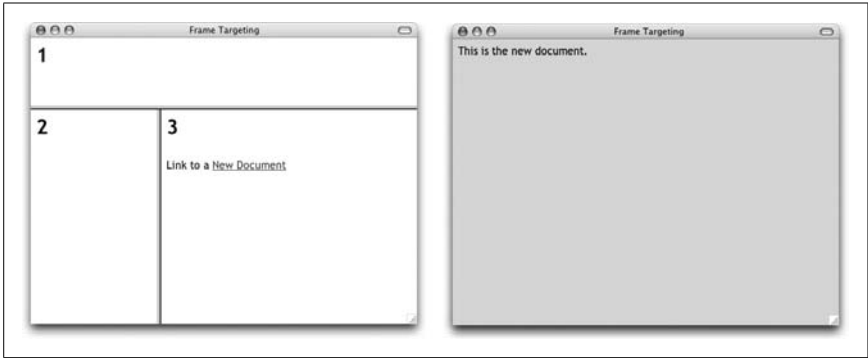 Frame Targeting
1
2
3
Link to a New Document
Frame Targeting
This is the new document.